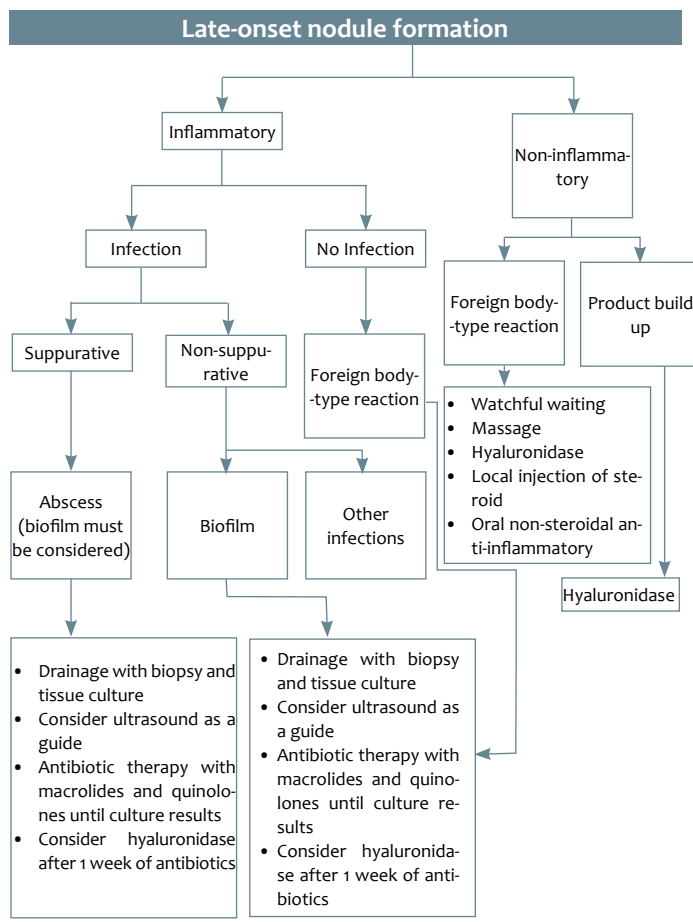 Late-onset nodule formation
Inflammatory
Non-inflamma-
tory
Infection
No Infection
Foreign body-
-type reaction
Product build
up
Suppurative
Non-suppu-
rative
Foreign body-
-type reaction
• Watchful waiting
• Massage
• Hyaluronidase
• Local injection of ste-
roid
• Oral non-steroidal an-
ti-inflammatory
Abscess
(biofilm must
be considered)
Biofilm
Other
infections
Hyaluronidase
• Drainage with biopsy and
tissue culture
• Consider ultrasound as a
guide
• Antibiotic therapy with
macrolides and quinolo-
nes until culture results
• Consider hyaluronidase
after 1 week of antibiotics
• Drainage with biopsy
and tissue culture
• Consider ultrasound as
a guide
• Antibiotic therapy with
macrolides and quino-
lones until culture re-
sults
• Consider hyaluronida-
se after 1 week of anti-
biotics